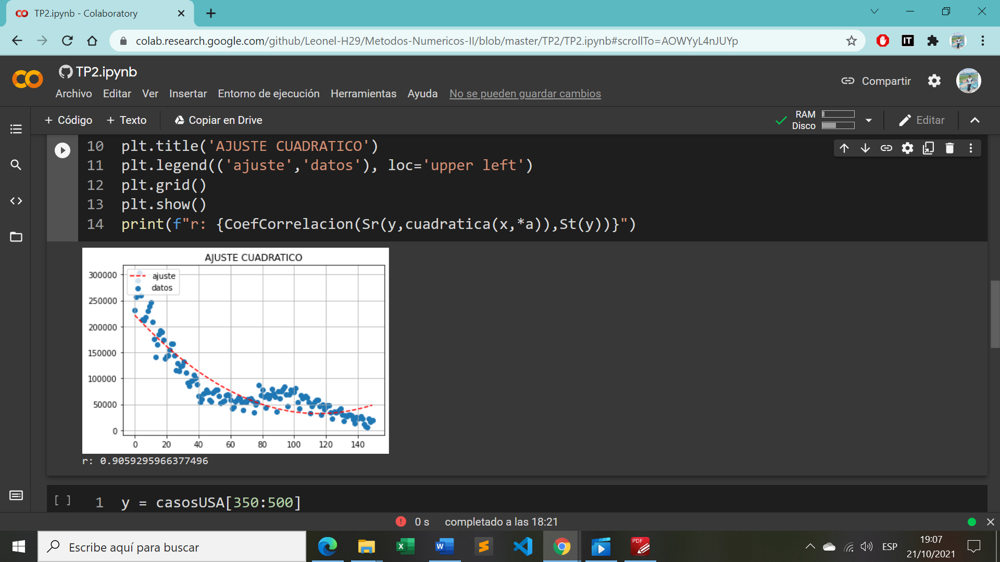 TP2.ipynb - Colaboratory
colab.research.google.com/github/Leonel-H29/Metodos-Numericos-II/blob/master/TP2/TP2.ipynb#scrollTo=AOWYyL4nJUYp
IT
TP2.ipynb
Compartir
Archivo Editar Ver Insertar Entorno de ejecución Herramientas Ayuda No se pueden guardar cambios
+ Código + Texto Copiar en Drive
RAM
Disco
Editar
10 plt.title('AJUSTE CUADRATICO')
11 plt.legend(('ajuste','datos'), loc='upper left')
12 plt.grid()
13 plt.show()
14 print(f"r: {CoefCorrelacion(Sr(y,cuadratica(x,*a)),St(y))}")
AJUSTE CUADRATICO
ajuste
datos
300000
250000
200000
150000
100000
50000
0
0 20 40 60 80 100 120 140
r: 0.9059295966377496
[ ] 1 y = casosUSA[350:500]
0 s completado a las 18:21
Escribe aquí para buscar
X
W
PDF
ESP
19:07
21/10/2021